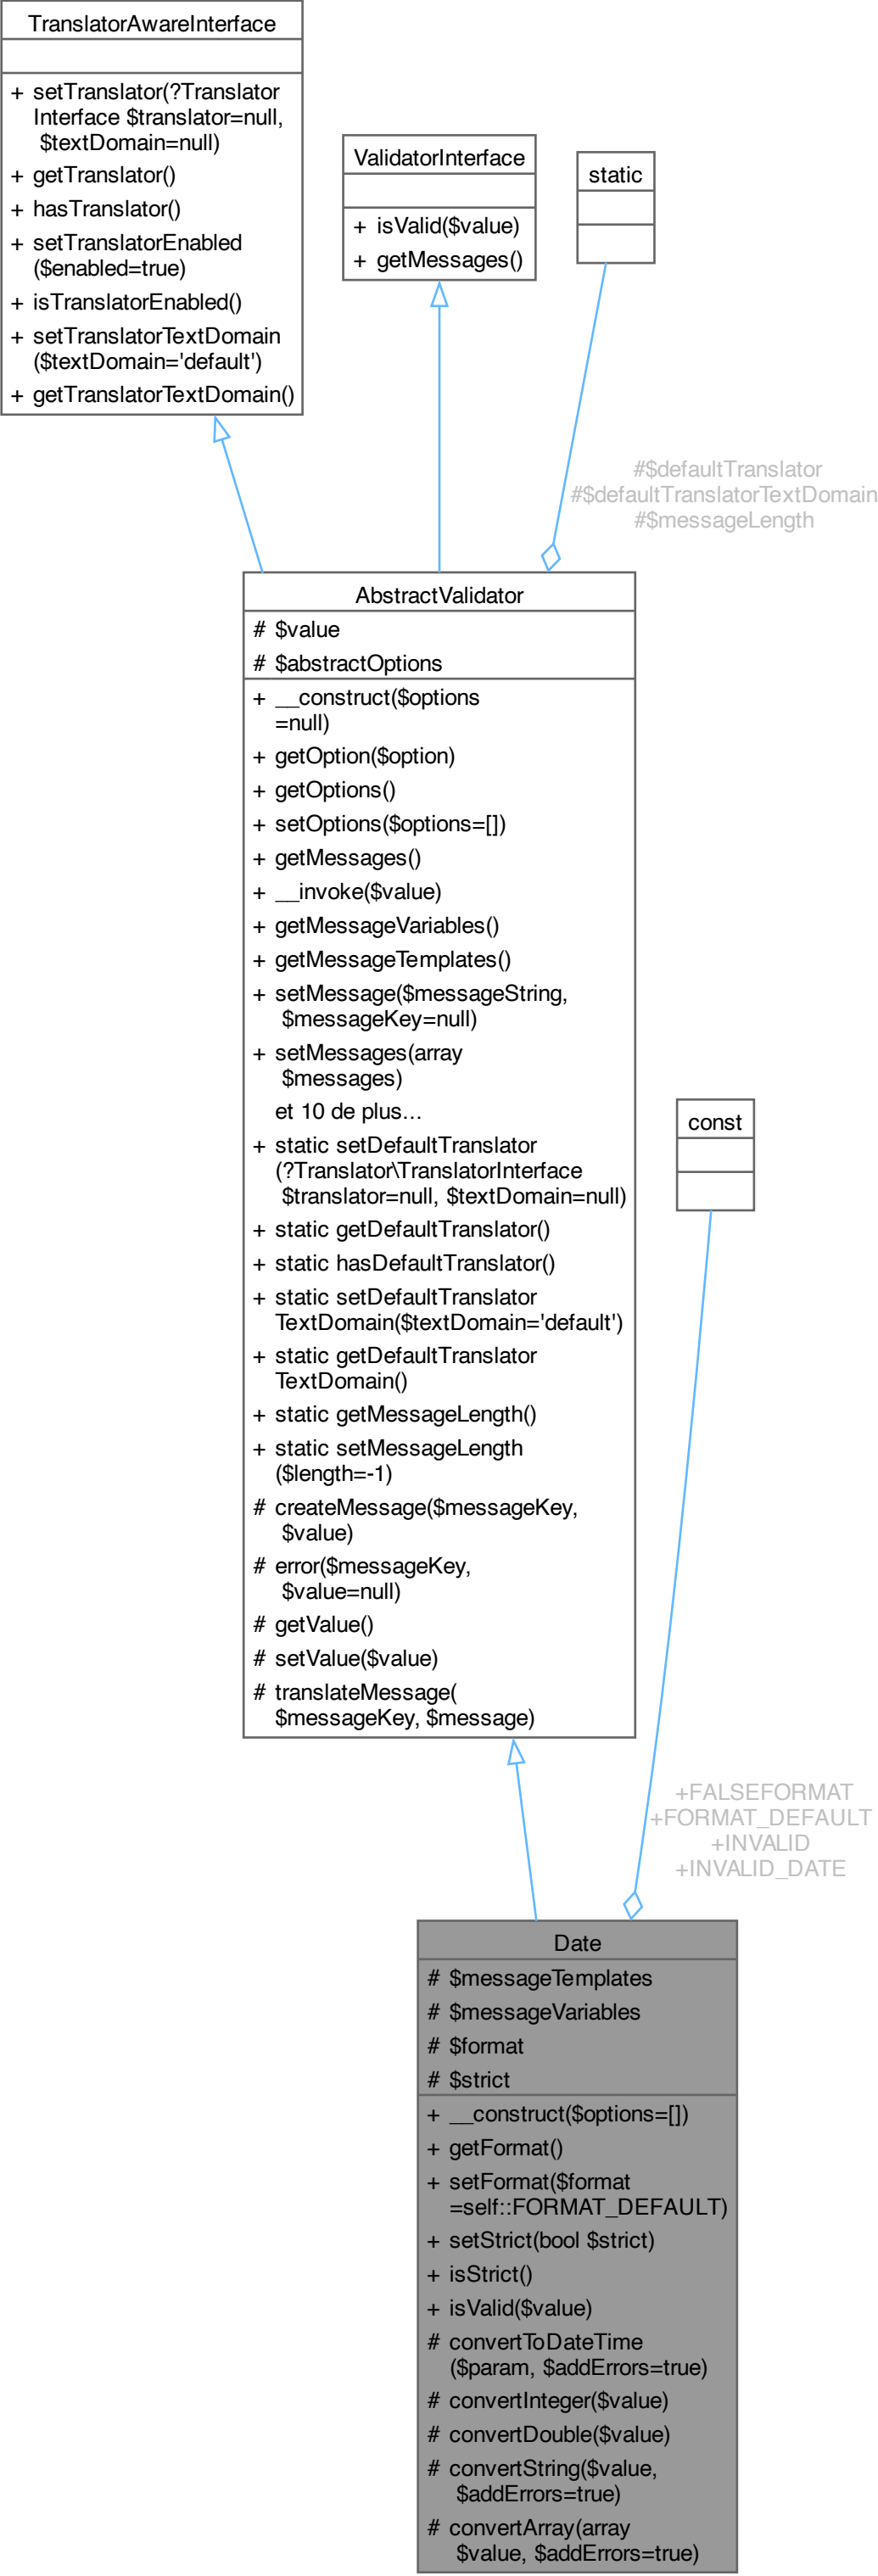 TranslatorAwareInterface
+ setTranslator(?Translator
Interface $translator=null,
$textDomain=null)
+ getTranslator()
+ hasTranslator()
+ setTranslatorEnabled
($enabled=true)
+ isTranslatorEnabled()
+ setTranslatorTextDomain
($textDomain='default')
+ getTranslatorTextDomain()
ValidatorInterface
+ isValid($value)
+ getMessages()
static
#$defaultTranslator
#$defaultTranslatorTextDomain
#$messageLength
AbstractValidator
# $value
# $abstractOptions
+ __construct($options
=null)
+ getOption($option)
+ getOptions()
+ setOptions($options=[])
+ getMessages()
+ __invoke($value)
+ getMessageVariables()
+ getMessageTemplates()
+ setMessage($messageString,
$messageKey=null)
+ setMessages(array
$messages)
et 10 de plus...
+ static setDefaultTranslator
(?Translator\TranslatorInterface
$translator=null, $textDomain=null)
+ static getDefaultTranslator()
+ static hasDefaultTranslator()
+ static setDefaultTranslator
TextDomain($textDomain='default')
+ static getDefaultTranslator
TextDomain()
+ static getMessageLength()
+ static setMessageLength
($length=-1)
# createMessage($messageKey,
$value)
# error($messageKey,
$value=null)
# getValue()
# setValue($value)
# translateMessage(
$messageKey, $message)
const
+FALSEFORMAT
+FORMAT_DEFAULT
+INVALID
+INVALID_DATE
Date
# $messageTemplates
# $messageVariables
# $format
# $strict
+ __construct($options=[])
+ getFormat()
+ setFormat($format
=self::FORMAT_DEFAULT)
+ setStrict(bool $strict)
+ isStrict()
+ isValid($value)
# convertToDateTime
($param, $addErrors=true)
# convertInteger($value)
# convertDouble($value)
# convertString($value,
$addErrors=true)
# convertArray(array
$value, $addErrors=true)